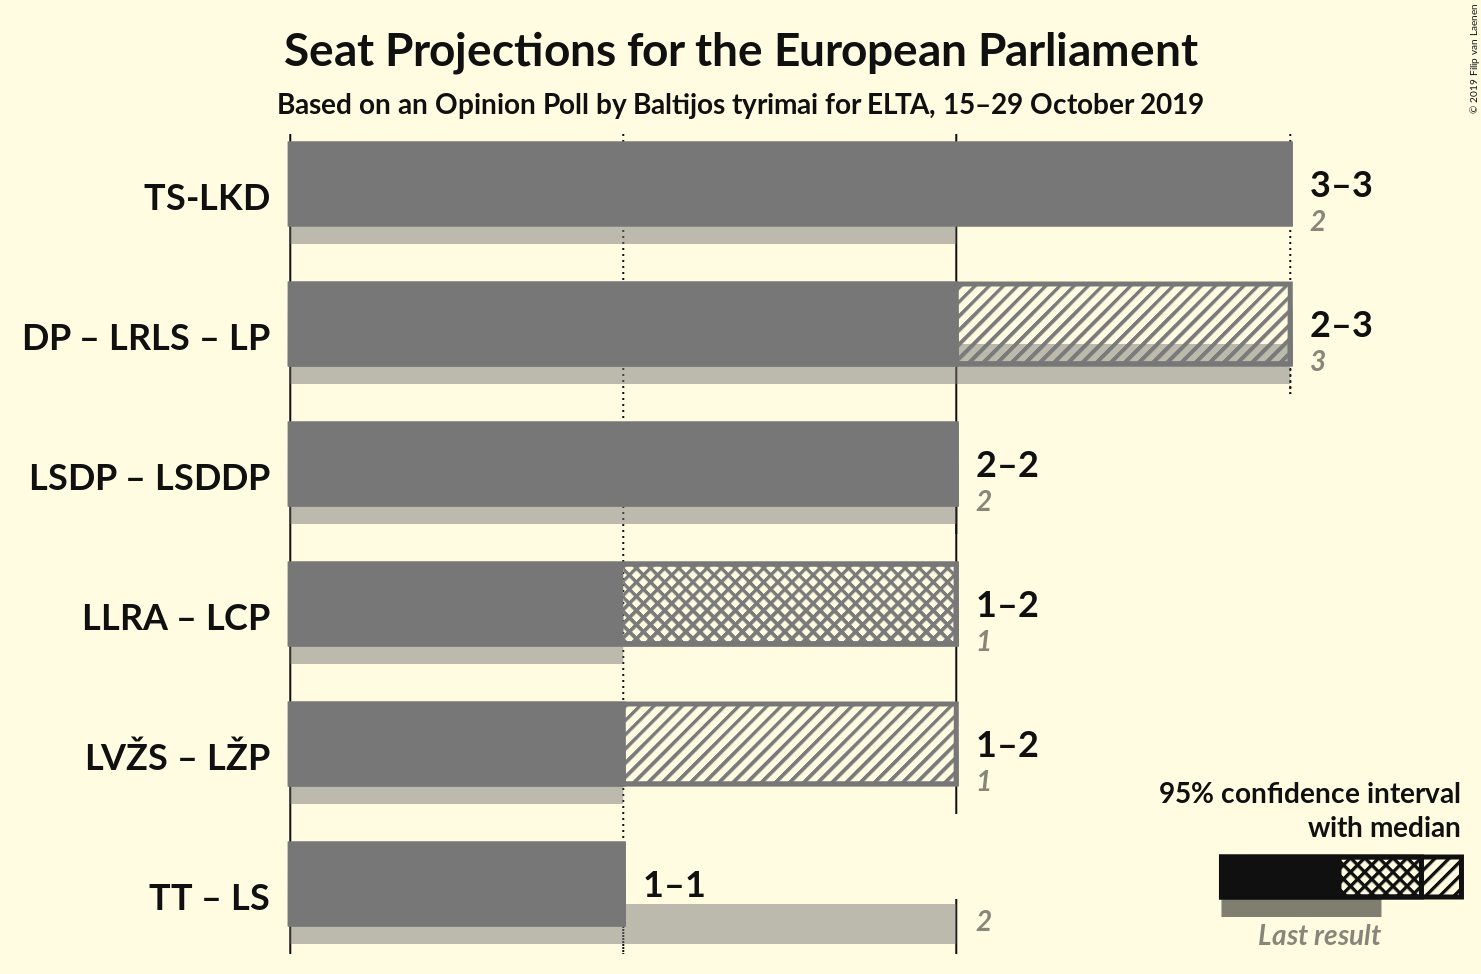 Seat Projections for the European Parliament
Based on an Opinion Poll by Baltijos tyrimai for ELTA, 15–29 October 2019
© 2019 Filip van Laenen
TS-LKD
3–3
2
DP – LRLS – LP
2–3
3
LSDP – LSDDP
2–2
2
LLRA – LCP
1–2
1
LVŽS – LŽP
1–2
1
TT – LS
1–1
2
95% confidence interval
with median
Last result